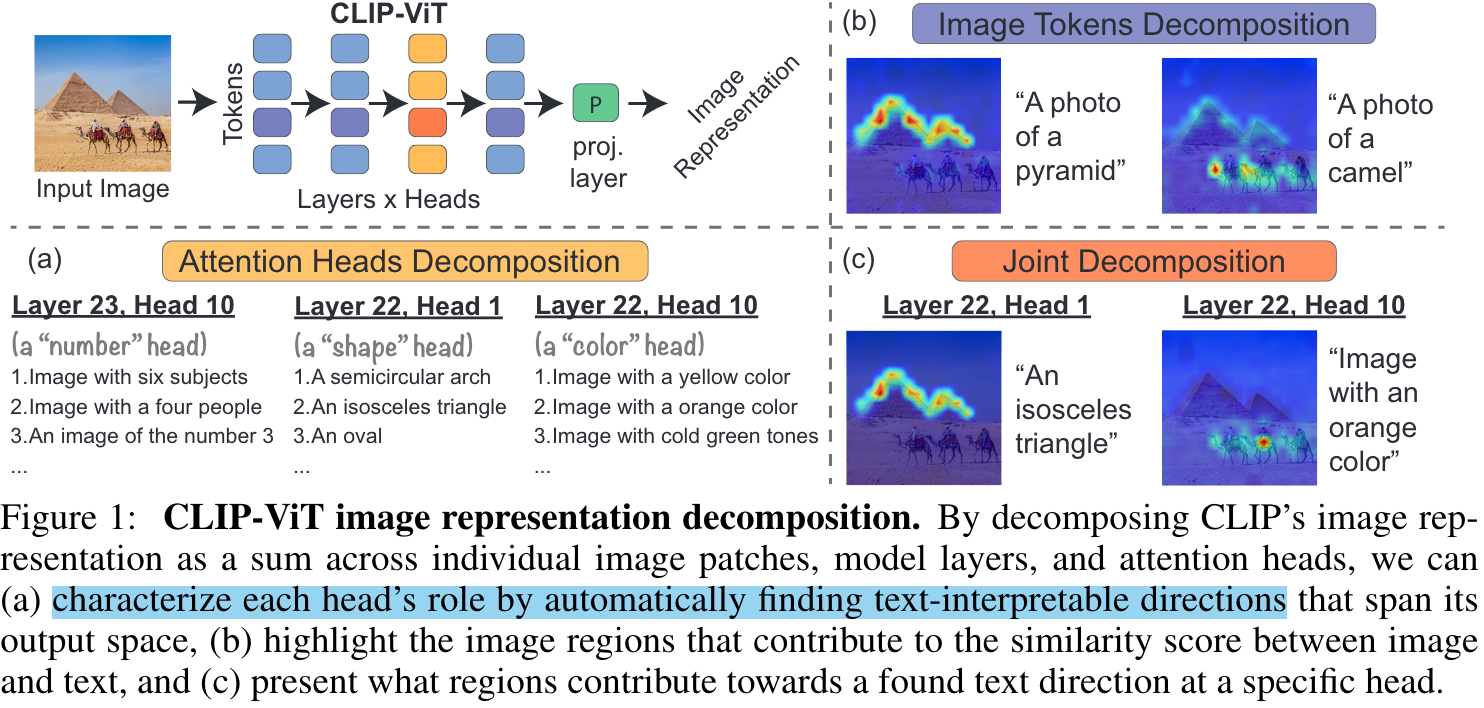 CLIP-ViT
Tokens
Input Image
Layers x Heads
P
proj.
layer
Image
Representation
(b)
Image Tokens Decomposition
“A photo
of a
pyramid”
“A photo
of a
camel”
(a)
Attention Heads Decomposition
Layer 23, Head 10
(a “number” head)
1.Image with six subjects
2.Image with a four people
3.An image of the number 3
...
Layer 22, Head 1
(a “shape” head)
1.A semicircular arch
2.An isosceles triangle
3.An oval
...
Layer 22, Head 10
(a “color” head)
1.Image with a yellow color
2.Image with a orange color
3.Image with cold green tones
...
(c)
Joint Decomposition
Layer 22, Head 1
“An
isosceles
triangle”
Layer 22, Head 10
“Image
with an
orange
color”
Figure 1: CLIP-ViT image representation decomposition. By decomposing CLIP’s image rep-
resentation as a sum across individual image patches, model layers, and attention heads, we can
(a) characterize each head’s role by automatically finding text-interpretable directions that span its
output space, (b) highlight the image regions that contribute to the similarity score between image
and text, and (c) present what regions contribute towards a found text direction at a specific head.